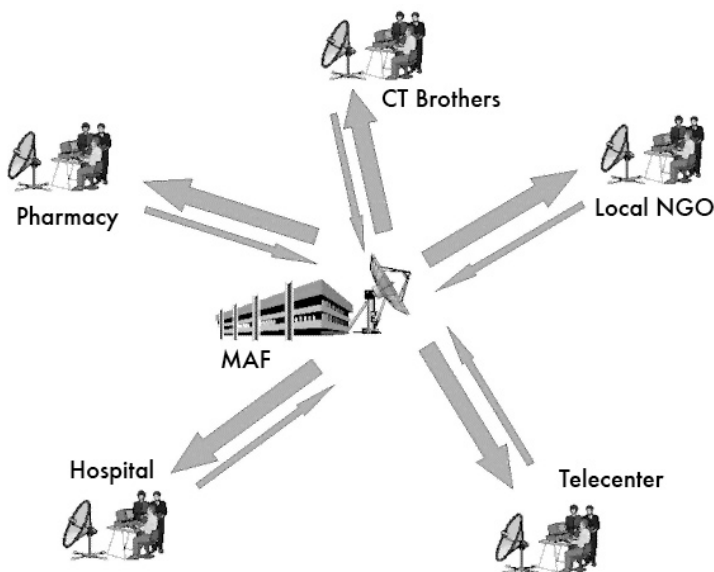 CT Brothers
Pharmacy
Local NGO
MAF
Hospital
Telecenter